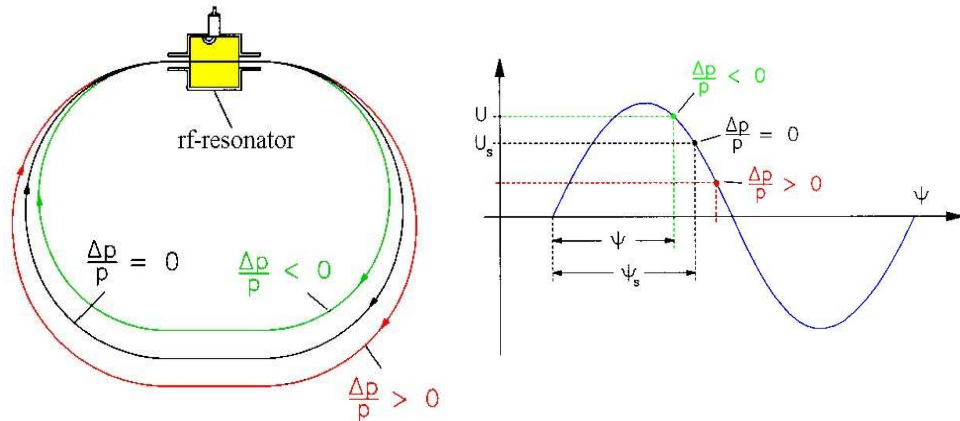 rf-resonator
Δp/p = 0
Δp/p < 0
Δp/p > 0
Δp/p < 0
U
Δp/p = 0
U_s
Δp/p > 0
ψ
ψ
ψ_s